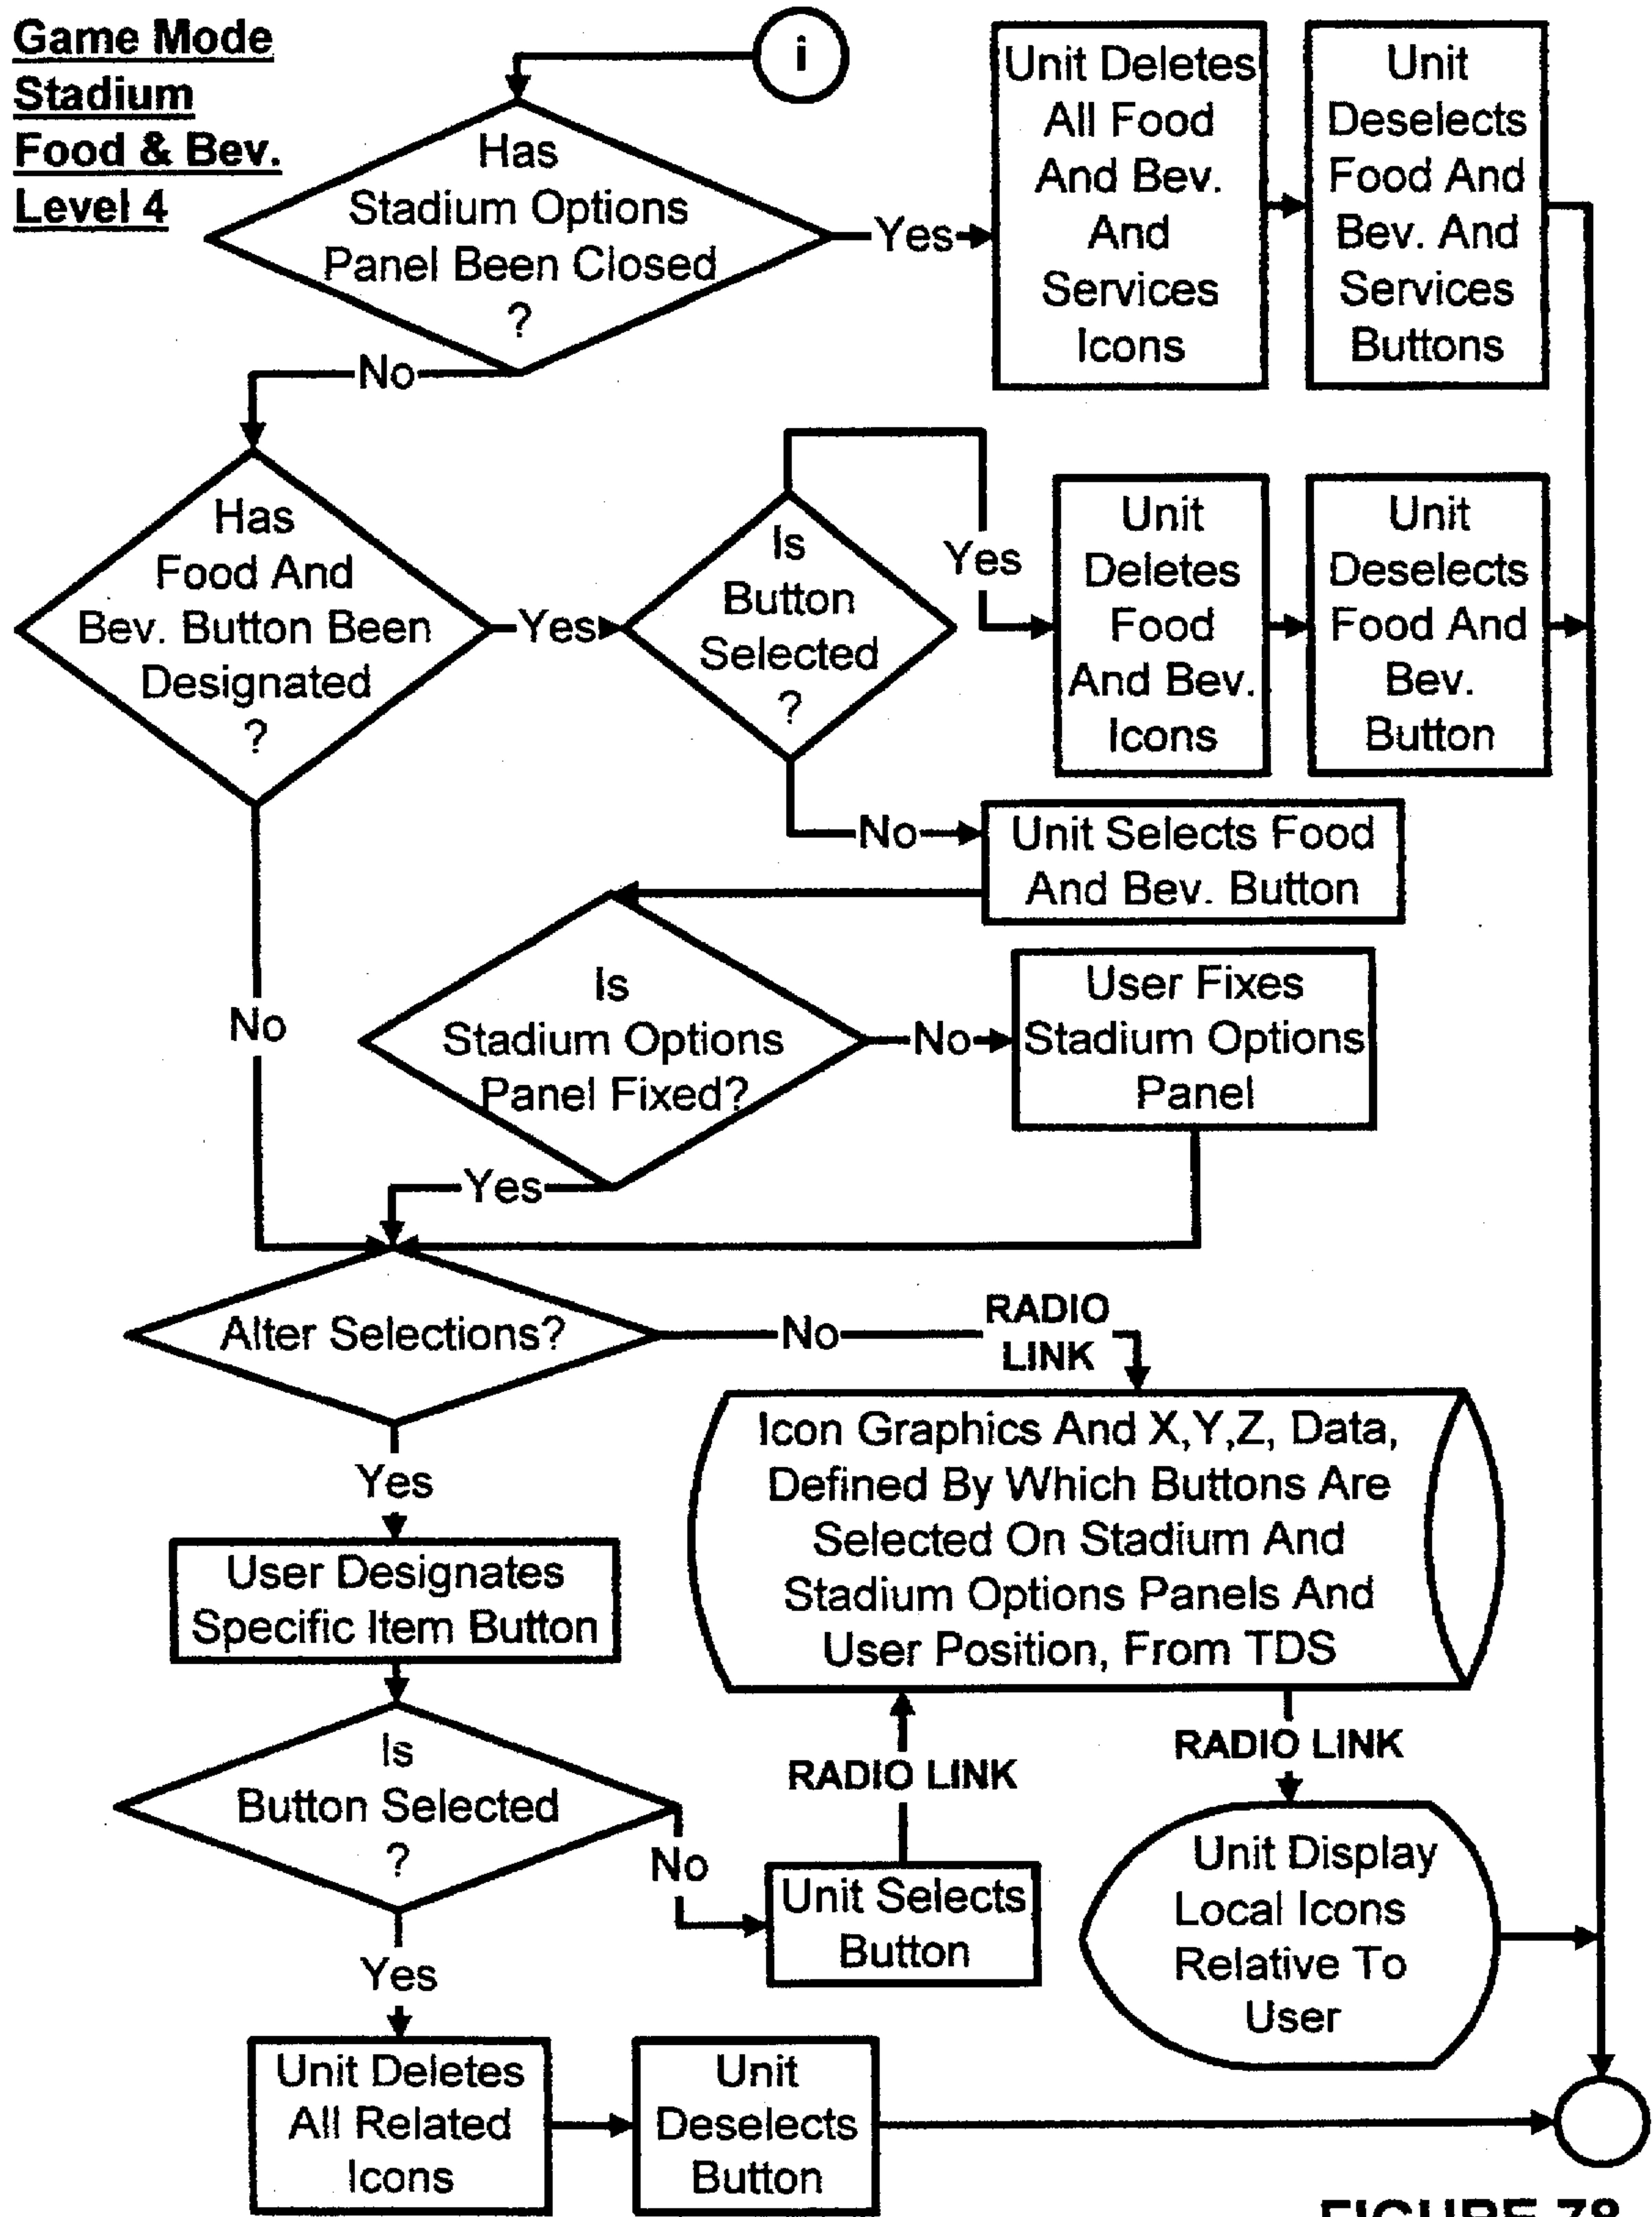 Game Mode
Stadium
Food & Bev.
Level 4
i
Has
Stadium Options
Panel Been Closed
?
Yes
Unit Deletes
All Food
And Bev.
And
Services
Icons
Unit
Deselects
Food And
Bev. And
Services
Buttons
No
Has
Food And
Bev. Button Been
Designated
?
Yes
Is
Button
Selected
?
Yes
Unit
Deletes
Food
And Bev.
Icons
Unit
Deselects
Food And
Bev.
Button
No
Unit Selects Food
And Bev. Button
No
Is
Stadium Options
Panel Fixed?
No
User Fixes
Stadium Options
Panel
Yes
Alter Selections?
No
RADIO
LINK
Icon Graphics And X,Y,Z, Data,
Defined By Which Buttons Are
Selected On Stadium And
Stadium Options Panels And
User Position, From TDS
Yes
User Designates
Specific Item Button
Is
Button Selected
?
No
Unit Selects
Button
RADIO LINK
RADIO LINK
Unit Display
Local Icons
Relative To
User
Yes
Unit Deletes
All Related
Icons
Unit
Deselects
Button
FIGURE 78